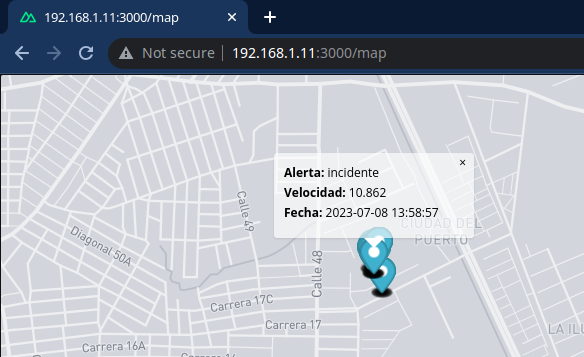 192.168.1.11:3000/map
Not secure | 192.168.1.11:3000/map
Alerta: incidente
Velocidad: 10.862
Fecha: 2023-07-08 13:58:57
CIUDAD DEL
PUERTO
Calle 49
Diagonal 50A
Calle 48
Carrera 17C
Carrera 17
LA ILU
Carrera 16A